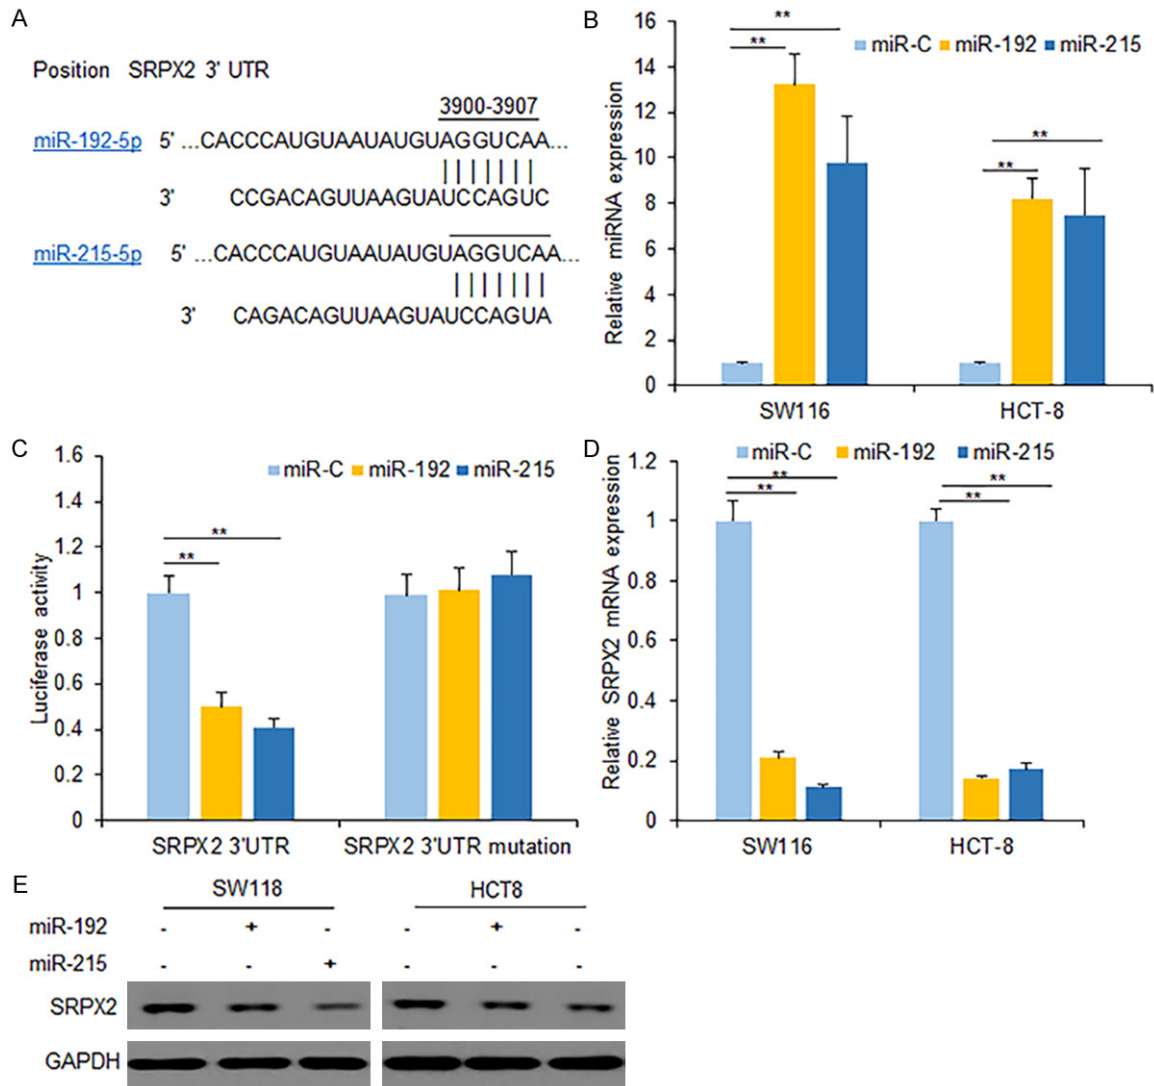 A
Position SRPX2 3' UTR
3900-3907
miR-192-5p 5' ...CACCCAUGUAAUAUGUAGGUCAA...
3' CCGACAGUUAAGUAUCCAGUC
miR-215-5p 5' ...CACCCAUGUAAUAUGUAGGUCAA...
3' CAGACAGUUAAGUAUCCAGUA
B
Relative miRNA expression
16
14
12
10
8
6
4
2
0
miR-C miR-192 miR-215
**
**
**
**
SW116 HCT-8
C
Luciferase activity
1.6
1.4
1.2
1
0.8
0.6
0.4
0.2
0
miR-C miR-192 miR-215
**
**
SRPX2 3'UTR SRPX2 3'UTR mutation
D
Relative SRPX2 mRNA expression
1.2
1
0.8
0.6
0.4
0.2
0
miR-C miR-192 miR-215
**
**
**
**
SW116 HCT-8
E
SW118 HCT8
miR-192 - + - - + -
miR-215 - - + - - -
SRPX2
GAPDH